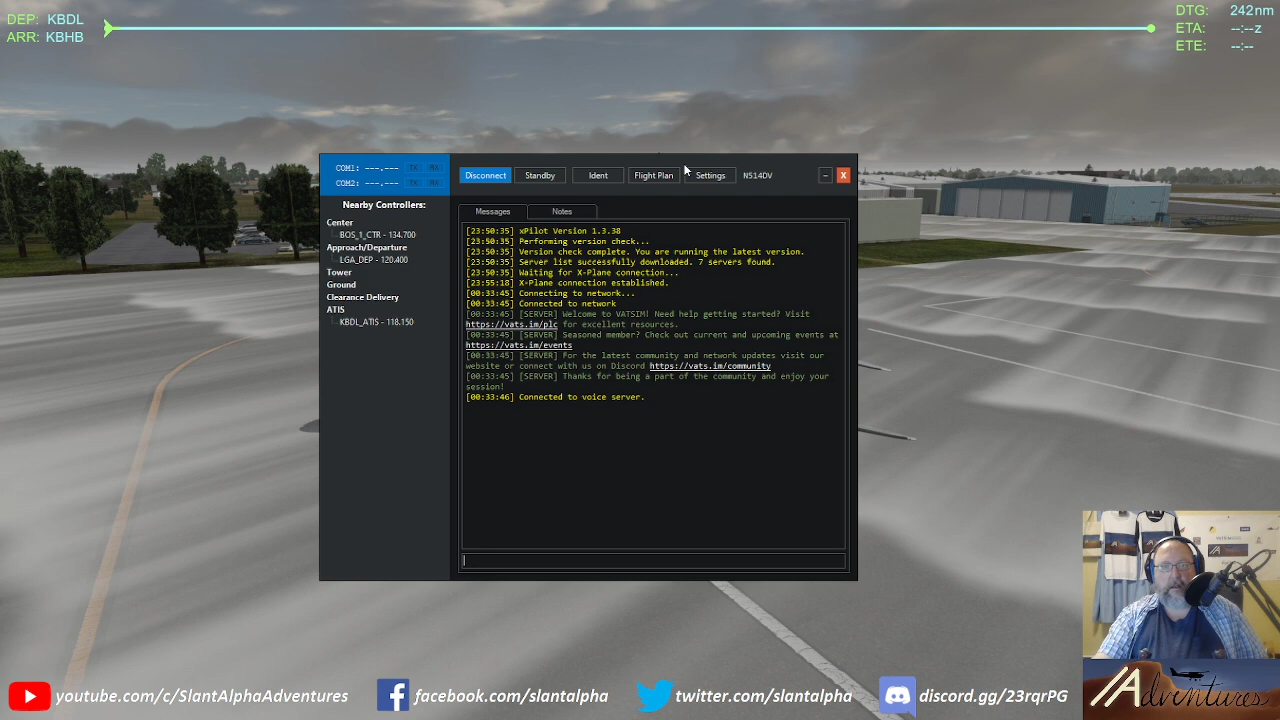 DEP: KBDL
ARR: KBHB
DTG: 242nm
ETA: --:--z
ETE: --:--
COM1: ---.---
COM2: ---.---
Disconnect
Standby
Ident
Flight Plan
Settings
N514DV
Nearby Controllers:
Center
BOS_1_CTR - 134.700
Approach/Departure
LGA_DEP - 120.400
Tower
Ground
Clearance Delivery
ATIS
KBDL_ATIS - 118.150
Messages
Notes
[23:50:35] xPilot Version 1.3.38
[23:50:35] Performing version check...
[23:50:35] Version check complete. You are running the latest version.
[23:50:35] Server list successfully downloaded. 7 servers found.
[23:50:35] Waiting for X-Plane connection...
[23:55:18] X-Plane connection established.
[00:33:45] Connecting to network...
[00:33:45] Connected to network
[00:33:45] [SERVER] Welcome to VATSIM! Need help getting started? Visit
https://vats.im/plc for excellent resources.
[00:33:45] [SERVER] Seasoned member? Check out current and upcoming events at
https://vats.im/events
[00:33:45] [SERVER] For the latest community and network updates visit our
website or connect with us on Discord https://vats.im/community
[00:33:45] [SERVER] Thanks for being a part of the community and enjoy your
session!
[00:33:46] Connected to voice server.
youtube.com/c/SlantAlphaAdventures
facebook.com/slantalpha
twitter.com/slantalpha
discord.gg/23rqrPG
Adventures